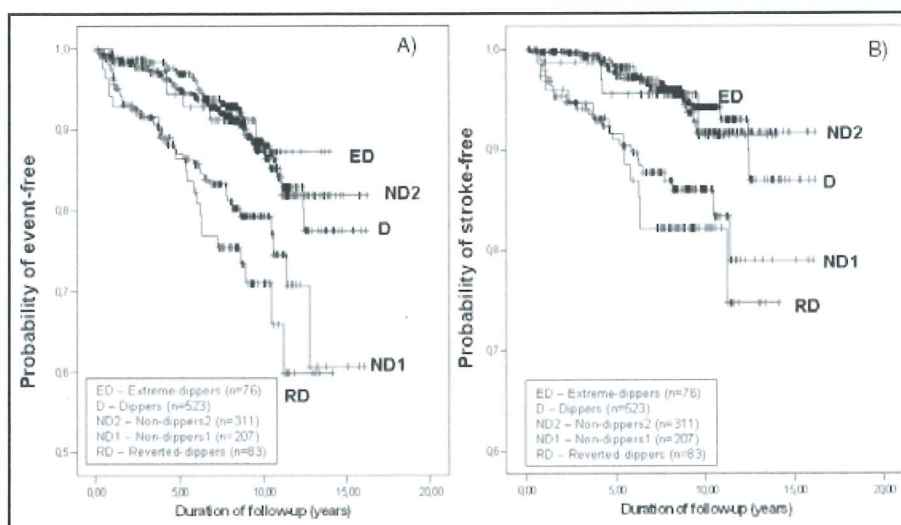 A)
Probability of event-free
1,0
0,9
0,8
0,7
0,6
0,5
ED
ND2
D
ND1
RD
ED – Extreme-dippers (n=76)
D – Dippers (n=523)
ND2 – Non-dippers2 (n=311)
ND1 – Non-dippers1 (n=207)
RD – Reverted-dippers (n=83)
0,00 5,00 10,00 15,00 20,00
Duration of follow-up (years)
B)
Probability of stroke-free
1,0
0,9
0,8
0,7
0,6
ED
ND2
D
ND1
RD
ED – Extreme-dippers (n=76)
D – Dippers (n=523)
ND2 – Non-dippers2 (n=311)
ND1 – Non-dippers1 (n=207)
RD – Reverted-dippers (n=83)
0,00 5,00 10,00 15,00 20,00
Duration of follow-up (years)